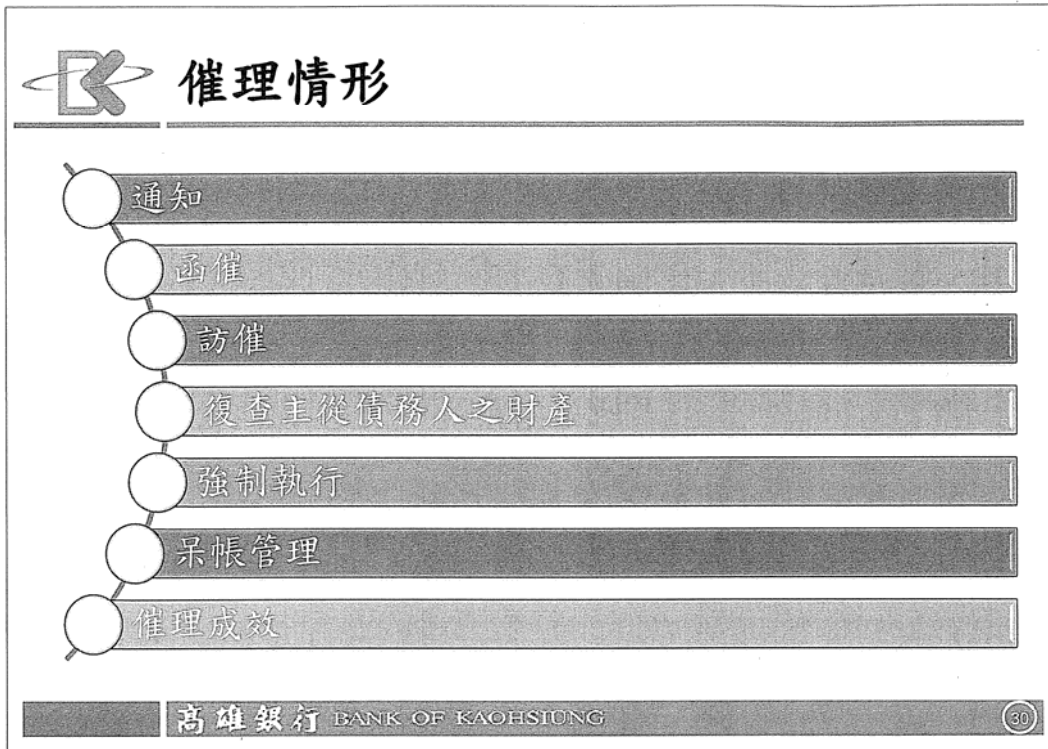 催理情形
通知
函催
訪催
復查主從債務人之財產
強制執行
呆帳管理
催理成效
高雄銀行 BANK OF KAOHSIUNG
30